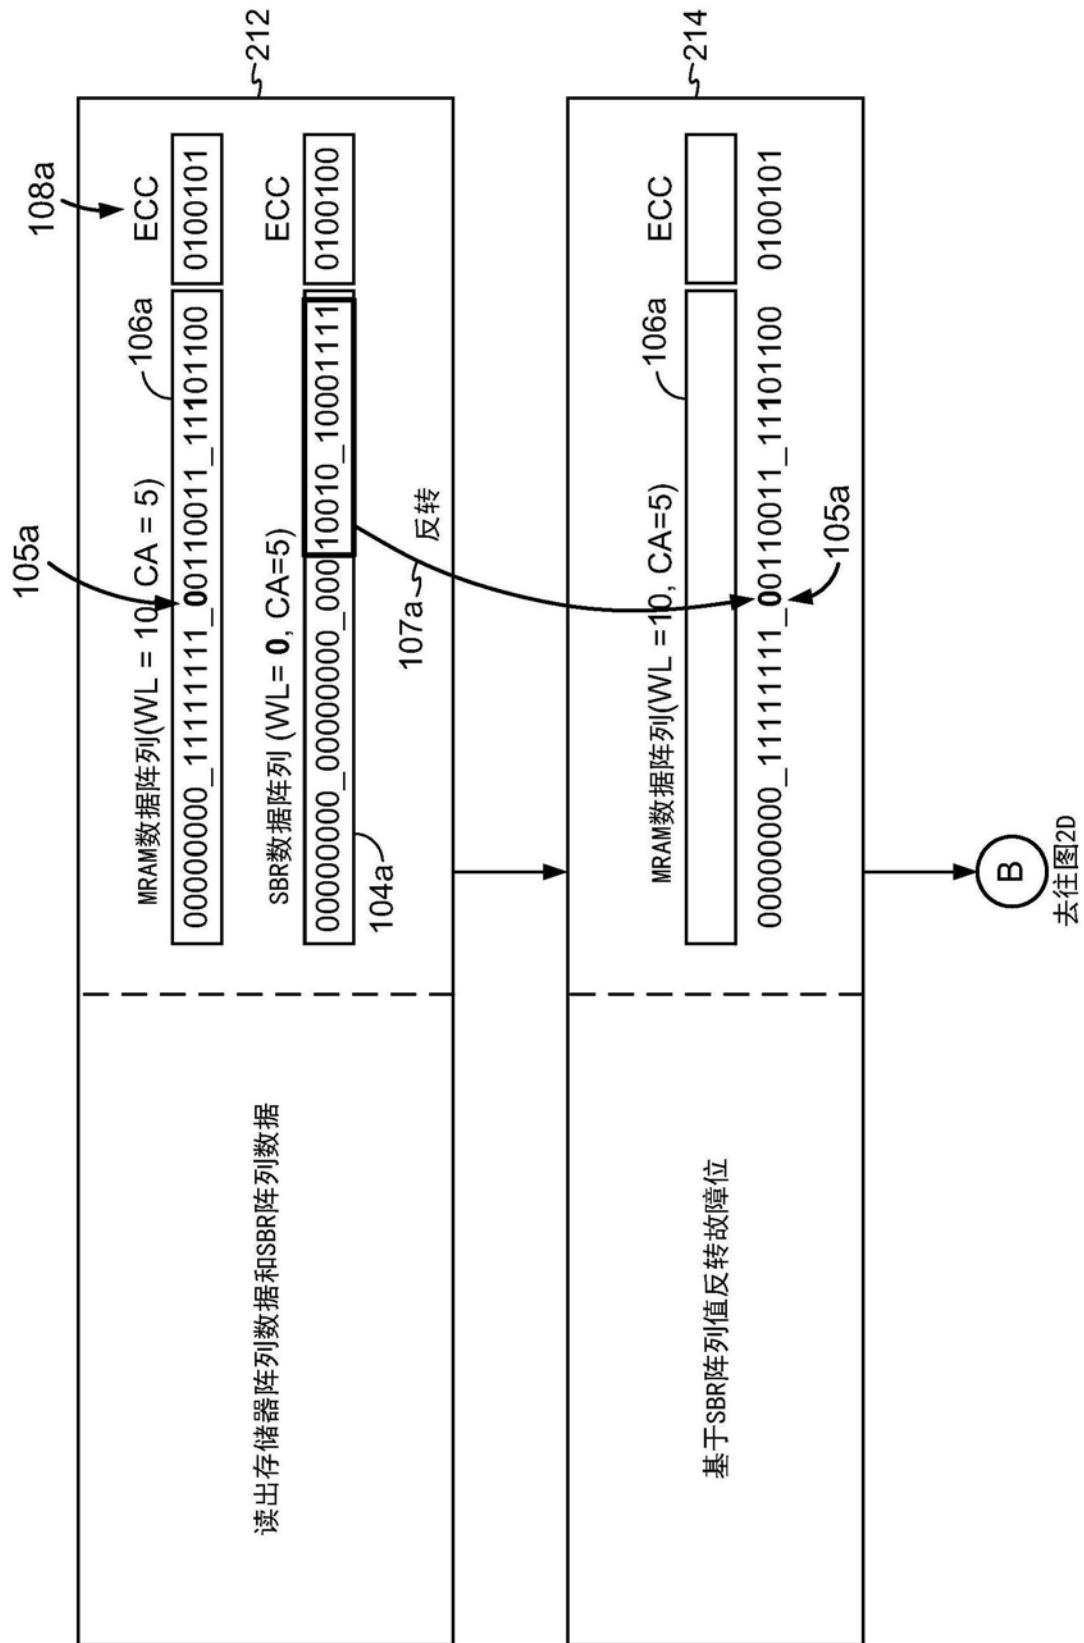 108a
105a
212
MRAM数据阵列(WL = 10, CA = 5)
106a
ECC
00000000_11111111_00110011_11101100
0100101
读出存储器阵列数据和SBR阵列数据
SBR数据阵列 (WL= 0, CA=5)
ECC
00000000_00000000_00010010_10001111
0100100
104a
107a
反转
214
MRAM数据阵列(WL =10, CA=5)
106a
ECC
基于SBR阵列值反转故障位
00000000_11111111_00110011_11101100
0100101
105a
B
去往图2D